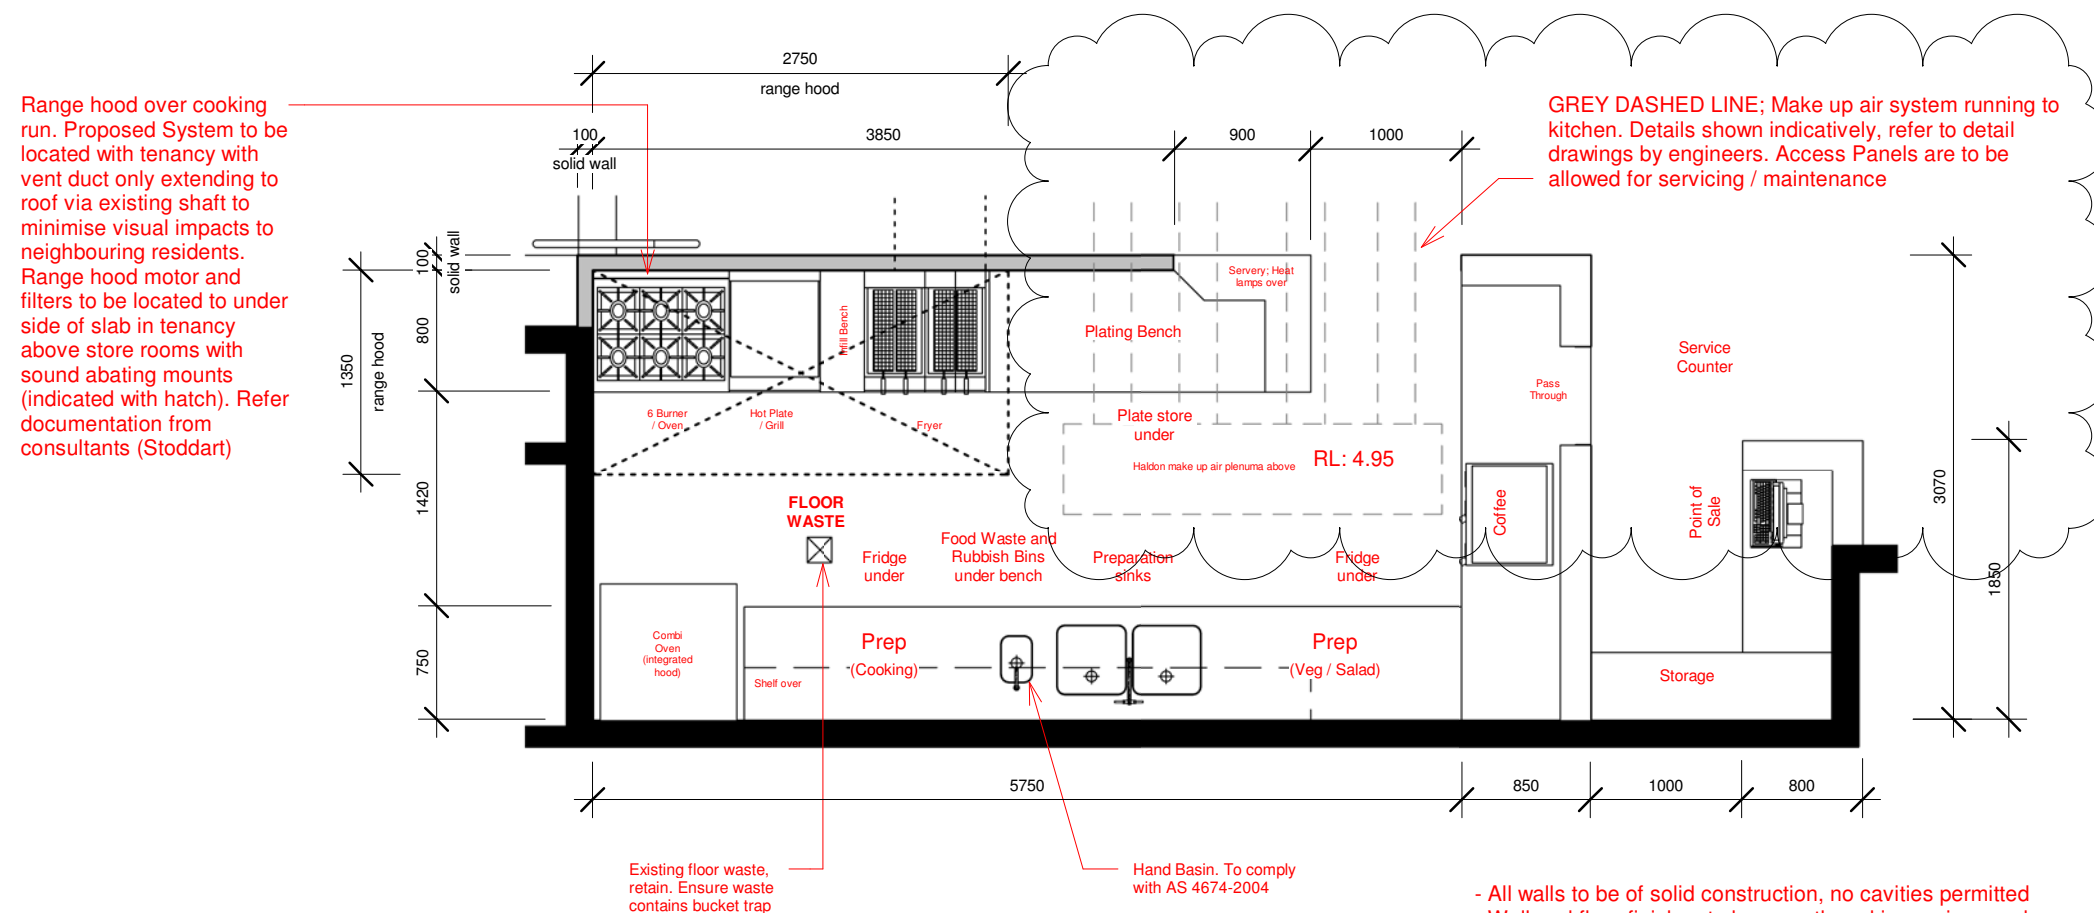 2750
range hood
Range hood over cooking
run. Proposed System to be
located with tenancy with
vent duct only extending to
roof via existing shaft to
minimise visual impacts to
neighbouring residents.
Range hood motor and
filters to be located to under
side of slab in tenancy
above store rooms with
sound abating mounts
(indicated with hatch). Refer
documentation from
consultants (Stoddart)
GREY DASHED LINE; Make up air system running to
kitchen. Details shown indicatively, refer to detail
drawings by engineers. Access Panels are to be
allowed for servicing / maintenance
100
solid wall
3850
900
1000
100
solid wall
800
1350
range hood
1420
750
Servery; Heat
lamps over
Infill Bench
Plating Bench
Service
Counter
Pass
Through
6 Burner
/ Oven
Hot Plate
/ Grill
Fryer
Plate store
under
Haldon make up air plenuma above
RL: 4.95
FLOOR
WASTE
Coffee
Point of
Sale
3070
1850
Fridge
under
Food Waste and
Rubbish Bins
under bench
Preparation
sinks
Fridge
under
Combi
Oven
(integrated
hood)
Prep
(Cooking)
Shelf over
Prep
(Veg / Salad)
Storage
5750
850
1000
800
Existing floor waste,
retain. Ensure waste
contains bucket trap
Hand Basin. To comply
with AS 4674-2004
- All walls to be of solid construction, no cavities permitted